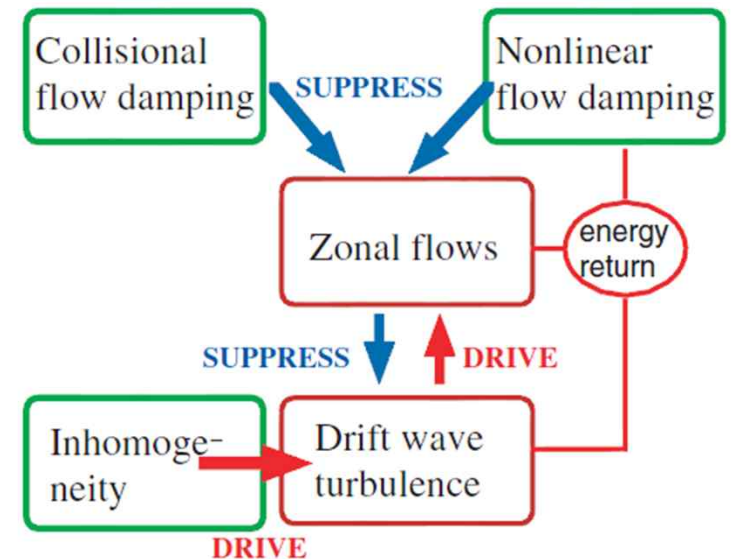 Collisional
flow damping
SUPPRESS
Nonlinear
flow damping
Zonal flows
energy
return
SUPPRESS
DRIVE
Inhomoge-
neity
Drift wave
turbulence
DRIVE